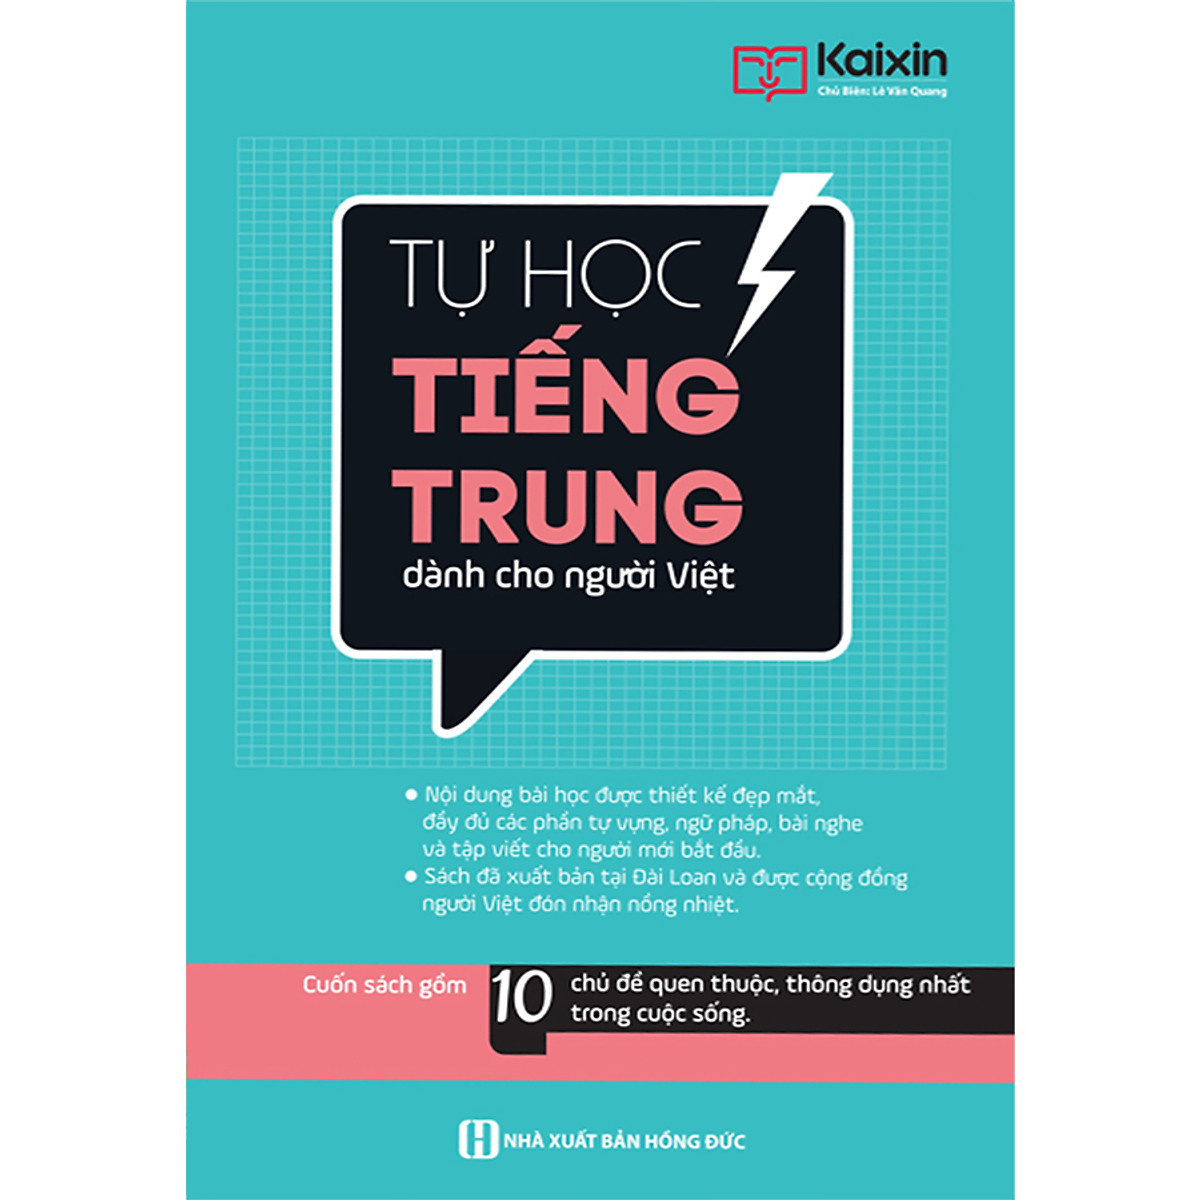 Kaixin
Chủ Biên: Lê Văn Quang
TỰ HỌC
TIẾNG
TRUNG
dành cho người Việt
● Nội dung bài học được thiết kế đẹp mắt,
đầy đủ các phần tự vựng, ngữ pháp, bài nghe
và tập viết cho người mới bắt đầu.
● Sách đã xuất bản tại Đài Loan và được cộng đồng
người Việt đón nhận nồng nhiệt.
Cuốn sách gồm 10 chủ đề quen thuộc, thông dụng nhất
trong cuộc sống.
NHÀ XUẤT BẢN HỒNG ĐỨC